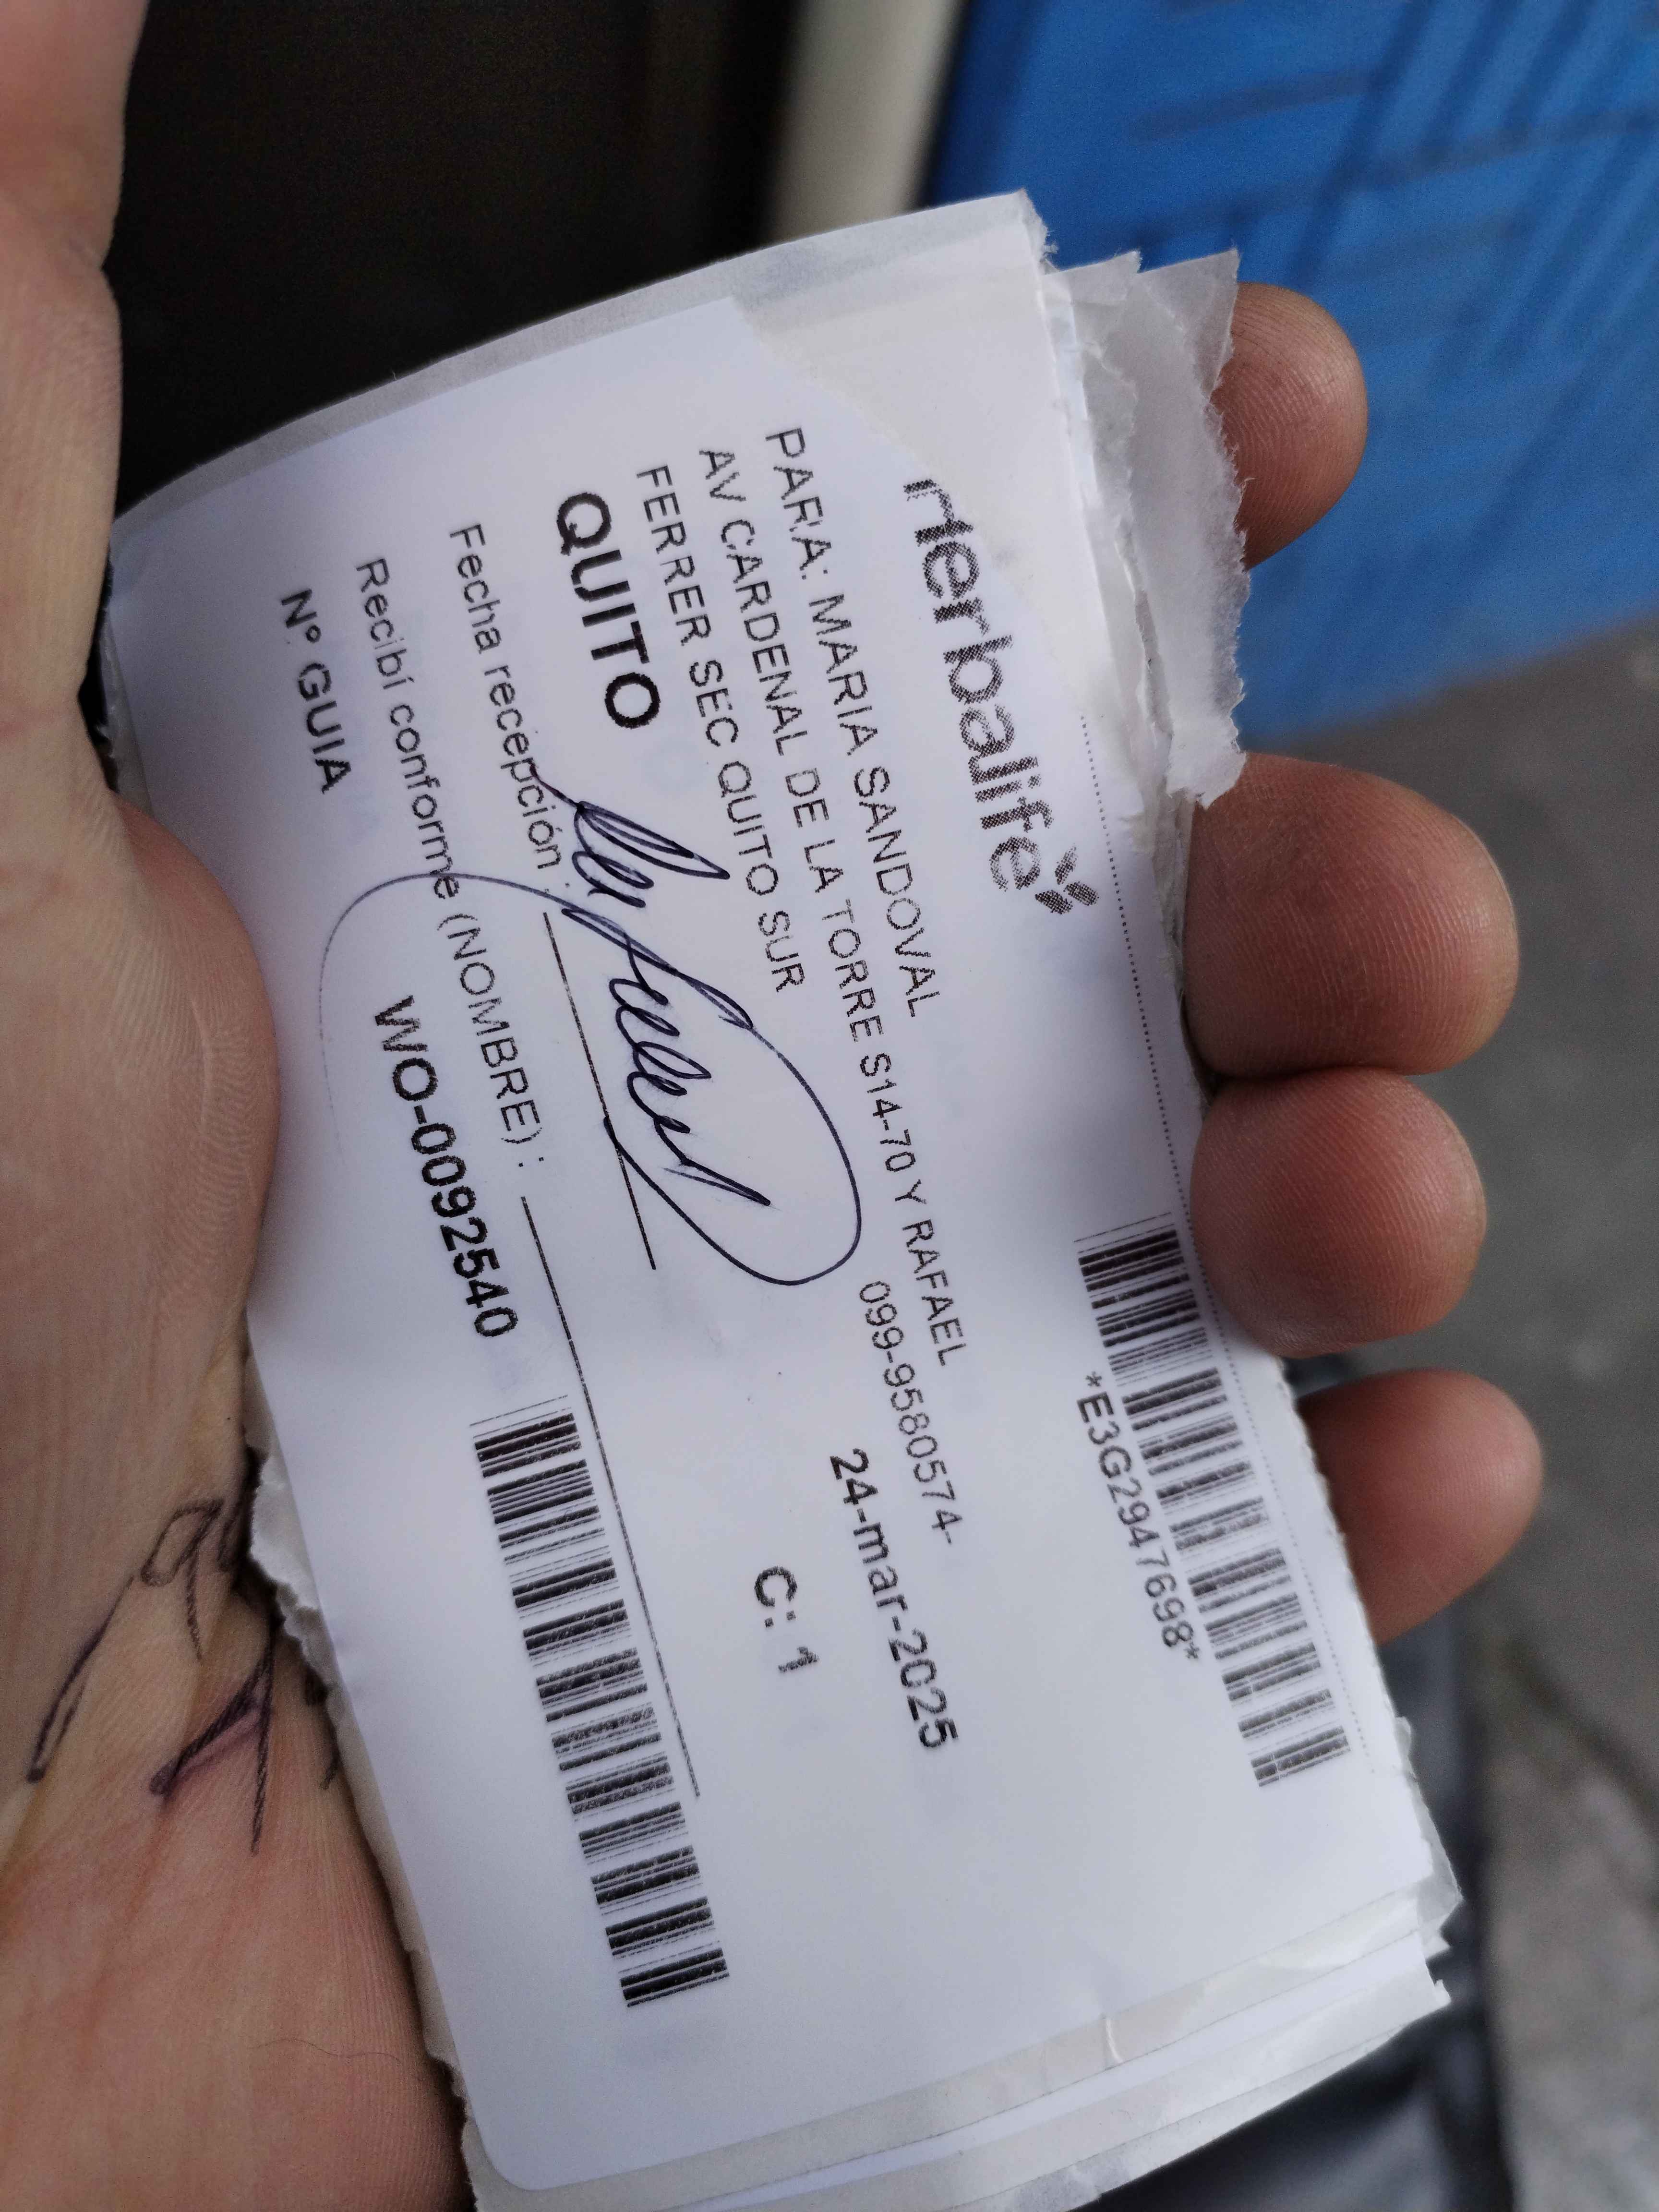 herbalife
*E3G2947698*
PARA: MARIA SANDOVAL
AV CARDENAL DE LA TORRE S14-70 Y RAFAEL
FERRER SEC QUITO SUR
099-9580574-
QUITO
24-mar-2025
Fecha recepción :
C: 1
Recibí conforme (NOMBRE) :
Nº GUIA
WO-0092540